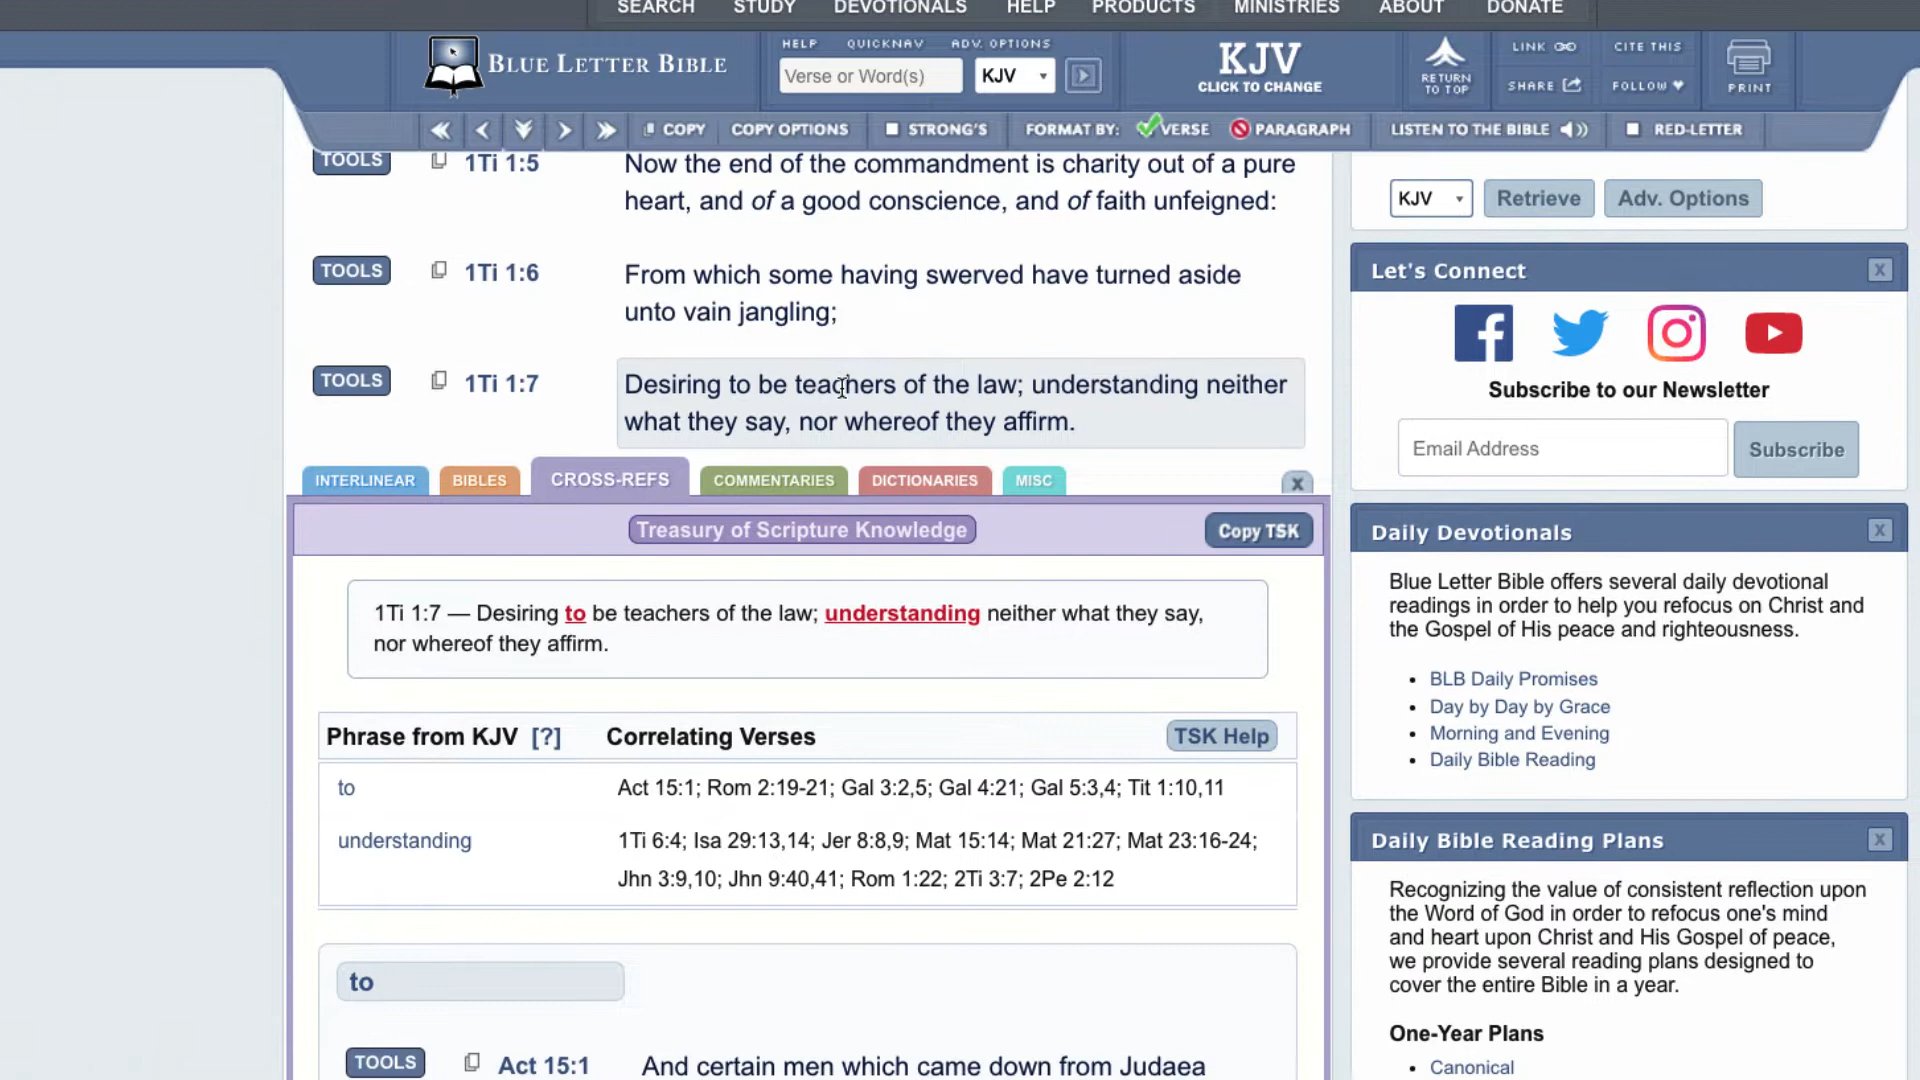 SEARCH STUDY DEVOTIONALS HELP PRODUCTS MINISTRIES ABOUT DONATE
BLUE LETTER BIBLE
HELP QUICKNAV ADV. OPTIONS
Verse or Word(s) KJV
KJV
CLICK TO CHANGE
RETURN
TO TOP
LINK CITE THIS
SHARE FOLLOW
PRINT
COPY COPY OPTIONS STRONG'S FORMAT BY: VERSE PARAGRAPH LISTEN TO THE BIBLE RED-LETTER
TOOLS 1Ti 1:5 Now the end of the commandment is charity out of a pure
heart, and of a good conscience, and of faith unfeigned:
TOOLS 1Ti 1:6 From which some having swerved have turned aside
unto vain jangling;
TOOLS 1Ti 1:7 Desiring to be teachers of the law; understanding neither
what they say, nor whereof they affirm.
INTERLINEAR BIBLES CROSS-REFS COMMENTARIES DICTIONARIES MISC X
Treasury of Scripture Knowledge Copy TSK
1Ti 1:7 — Desiring to be teachers of the law; understanding neither what they say,
nor whereof they affirm.
Phrase from KJV [?] Correlating Verses TSK Help
to Act 15:1; Rom 2:19-21; Gal 3:2,5; Gal 4:21; Gal 5:3,4; Tit 1:10,11
understanding 1Ti 6:4; Isa 29:13,14; Jer 8:8,9; Mat 15:14; Mat 21:27; Mat 23:16-24;
Jhn 3:9,10; Jhn 9:40,41; Rom 1:22; 2Ti 3:7; 2Pe 2:12
to
TOOLS Act 15:1 And certain men which came down from Judaea
KJV Retrieve Adv. Options
Let's Connect X
Subscribe to our Newsletter
Email Address Subscribe
Daily Devotionals X
Blue Letter Bible offers several daily devotional
readings in order to help you refocus on Christ and
the Gospel of His peace and righteousness.
• BLB Daily Promises
• Day by Day by Grace
• Morning and Evening
• Daily Bible Reading
Daily Bible Reading Plans X
Recognizing the value of consistent reflection upon
the Word of God in order to refocus one's mind
and heart upon Christ and His Gospel of peace,
we provide several reading plans designed to
cover the entire Bible in a year.
One-Year Plans
• Canonical